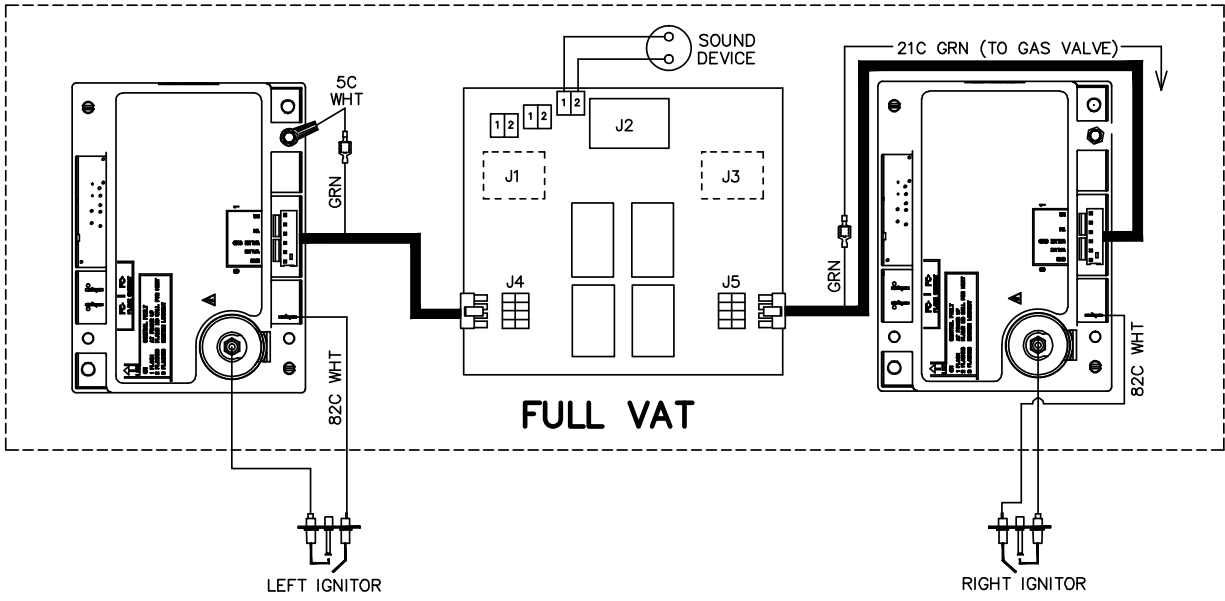 SOUND
DEVICE
21C GRN (TO GAS VALVE)
5C
WHT
1 2
1 2
1 2
J2
J1
J3
GRN
GRN
J4
J5
82C WHT
82C WHT
FULL VAT
LEFT IGNITOR
RIGHT IGNITOR